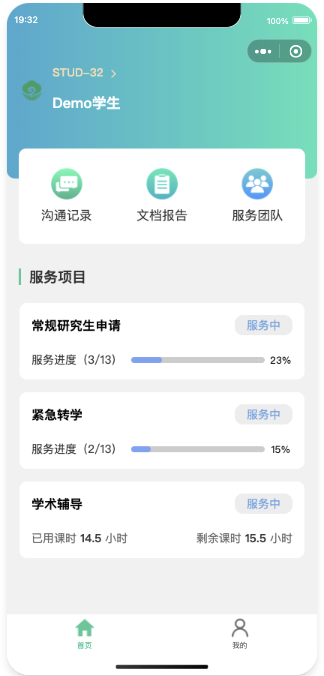 19:32
100%
STUD-32
Demo学生
沟通记录
文档报告
服务团队
服务项目
常规研究生申请
服务中
服务进度（3/13）
23%
紧急转学
服务中
服务进度（2/13）
15%
学术辅导
服务中
已用课时 14.5 小时
剩余课时 15.5 小时
首页
我的